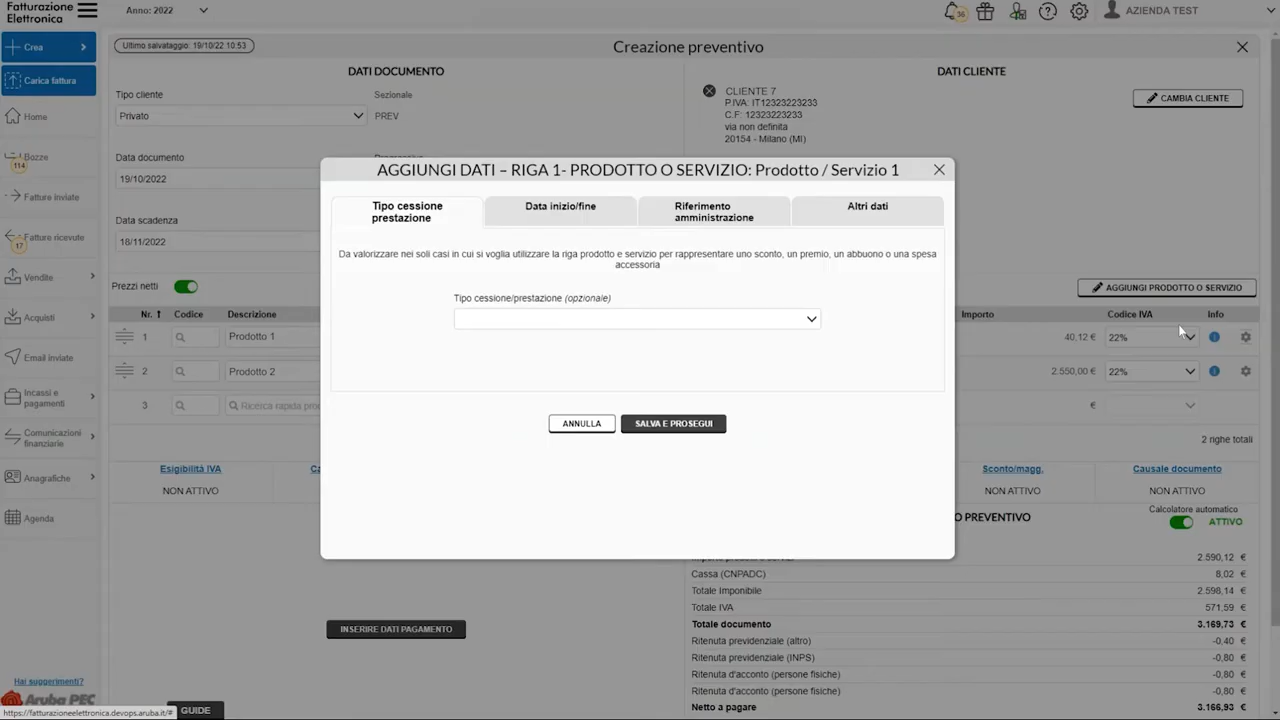 Fatturazione
Elettronica
Anno: 2022
36
AZIENDA TEST
Crea
Carica fattura
Home
Bozze
114
Fatture inviate
Fatture ricevute
17
Vendite
Acquisti
Email inviate
Incassi e
pagamenti
Comunicazioni
finanziarie
Anagrafiche
Agenda
Hai suggerimenti?
Aruba PEC
https://fatturazioneelettronica.devops.aruba.it/#
GUIDE
Ultimo salvataggio: 19/10/22 10:53
Creazione preventivo
DATI DOCUMENTO
DATI CLIENTE
Tipo cliente
Sezionale
Privato
PREV
CLIENTE 7
P.IVA: IT12323223233
C.F: 12323223233
via non definita
20154 - Milano (MI)
CAMBIA CLIENTE
Data documento
19/10/2022
Data scadenza
18/11/2022
Prezzi netti
AGGIUNGI PRODOTTO O SERVIZIO
Nr. Codice Descrizione Importo Codice IVA Info
1 Prodotto 1 40,12 € 22%
2 Prodotto 2 2.550,00 € 22%
3 Ricerca rapida €
2 righe totali
AGGIUNGI DATI – RIGA 1- PRODOTTO O SERVIZIO: Prodotto / Servizio 1
Tipo cessione
prestazione
Data inizio/fine
Riferimento
amministrazione
Altri dati
Da valorizzare nei soli casi in cui si voglia utilizzare la riga prodotto e servizio per rappresentare uno sconto, un premio, un abbuono o una spesa
accessoria
Tipo cessione/prestazione (opzionale)
ANNULLA
SALVA E PROSEGUI
Esigibilità IVA
NON ATTIVO
Sconto/magg.
NON ATTIVO
Causale documento
NON ATTIVO
O PREVENTIVO
Calcolatore automatico
ATTIVO
INSERIRE DATI PAGAMENTO
2.590,12 €
Cassa (CNPADC) 8,02 €
Totale Imponibile 2.598,14 €
Totale IVA 571,59 €
Totale documento 3.169,73 €
Ritenuta previdenziale (altro) -0,40 €
Ritenuta previdenziale (INPS) -0,80 €
Ritenuta d'acconto (persone fisiche) -0,80 €
Ritenuta d'acconto (persone fisiche) -0,80 €
Netto a pagare 3.166,93 €